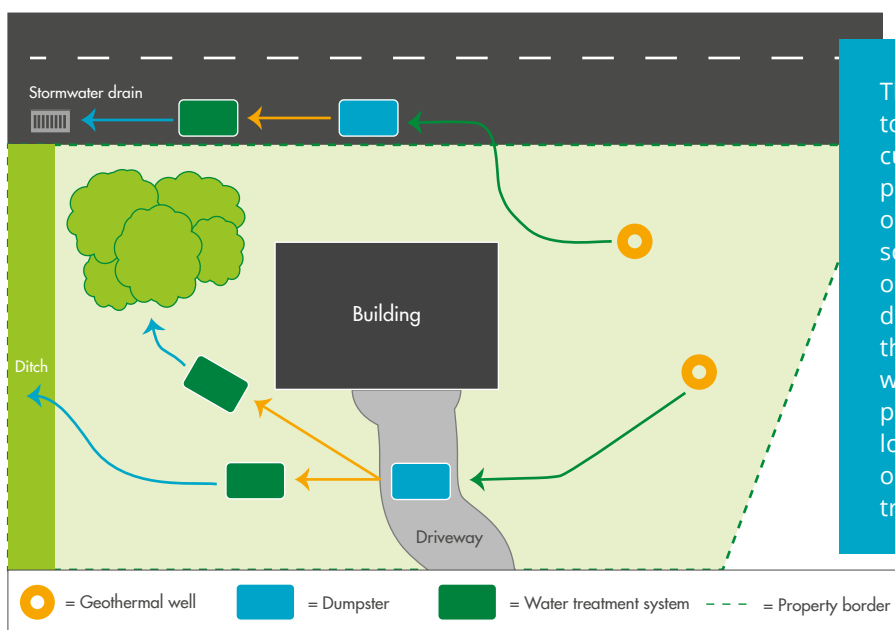 Stormwater drain
Building
Ditch
Driveway
= Geothermal well
= Dumpster
= Water treatment system
= Property border